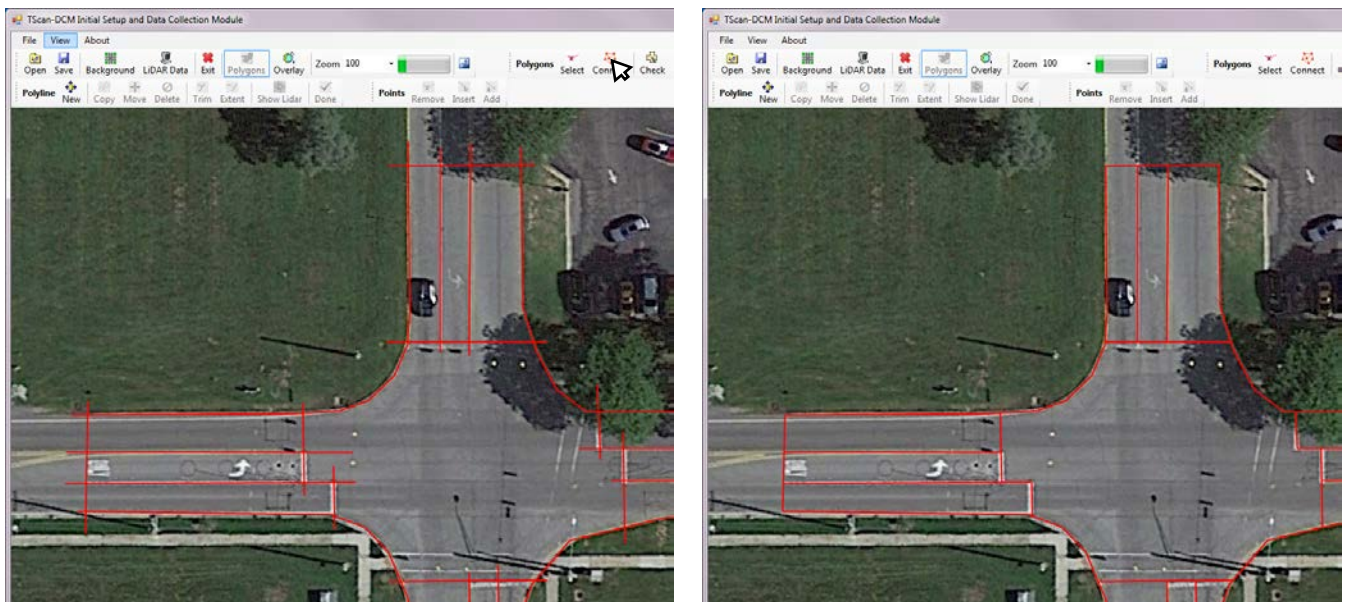 TScan-DCM Initial Setup and Data Collection Module
File View About
Open Save Background LiDAR Data Exit Polygons Overlay Zoom 100 Polygons Select Check
Polyline New Copy Move Delete Trim Extent Show Lidar Done Points Remove Insert Add
TScan-DCM Initial Setup and Data Collection Module
File View About
Open Save Background LiDAR Data Exit Polygons Overlay Zoom 100 Polygons Select Connect
Polyline New Copy Move Delete Trim Extent Show Lidar Done Points Remove Insert Add